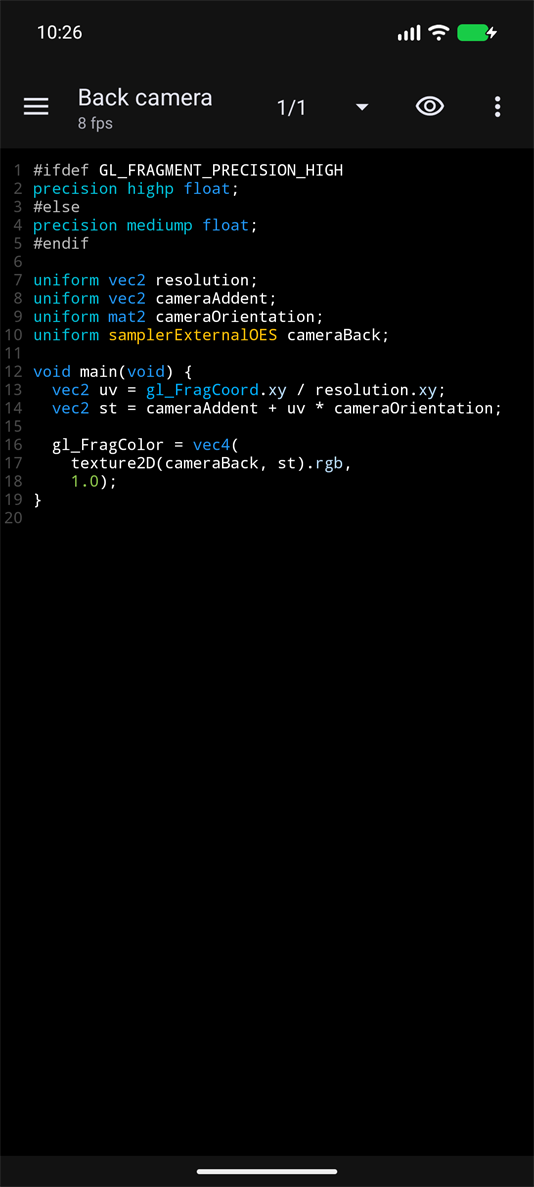 10:26
Back camera
8 fps
1/1
1 #ifdef GL_FRAGMENT_PRECISION_HIGH
2 precision highp float;
3 #else
4 precision mediump float;
5 #endif
6
7 uniform vec2 resolution;
8 uniform vec2 cameraAddent;
9 uniform mat2 cameraOrientation;
10 uniform samplerExternalOES cameraBack;
11
12 void main(void) {
13   vec2 uv = gl_FragCoord.xy / resolution.xy;
14   vec2 st = cameraAddent + uv * cameraOrientation;
15
16   gl_FragColor = vec4(
17     texture2D(cameraBack, st).rgb,
18     1.0);
19 }
20